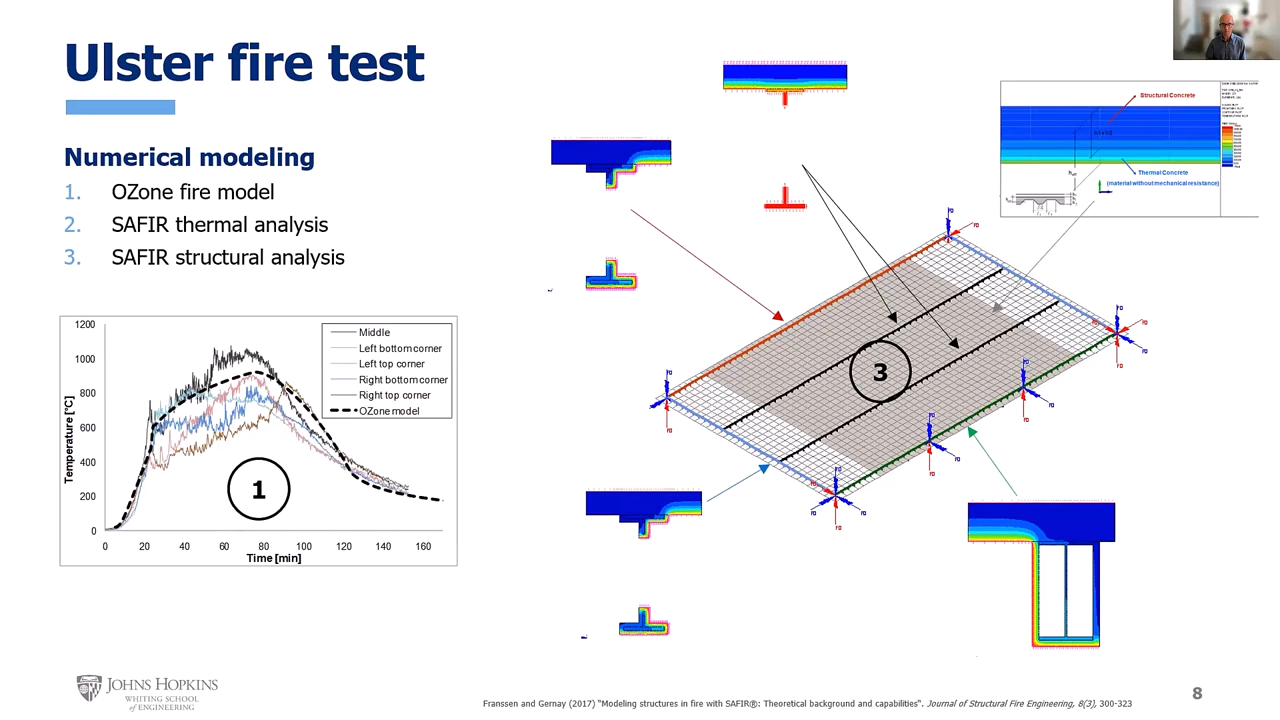 Ulster fire test
Numerical modeling
1. OZone fire model
2. SAFIR thermal analysis
3. SAFIR structural analysis
1200
1000
800
600
400
200
0
Temperature [°C]
0 20 40 60 80 100 120 140 160
Time [min]
Middle
Left bottom corner
Left top corner
Right bottom corner
Right top corner
OZone model
1
3
Structural Concrete
Thermal Concrete
(material without mechanical resistance)
JOHNS HOPKINS
WHITING SCHOOL
of ENGINEERING
Franssen and Gernay (2017) "Modeling structures in fire with SAFIR®: Theoretical background and capabilities". Journal of Structural Fire Engineering, 8(3), 300-323
8